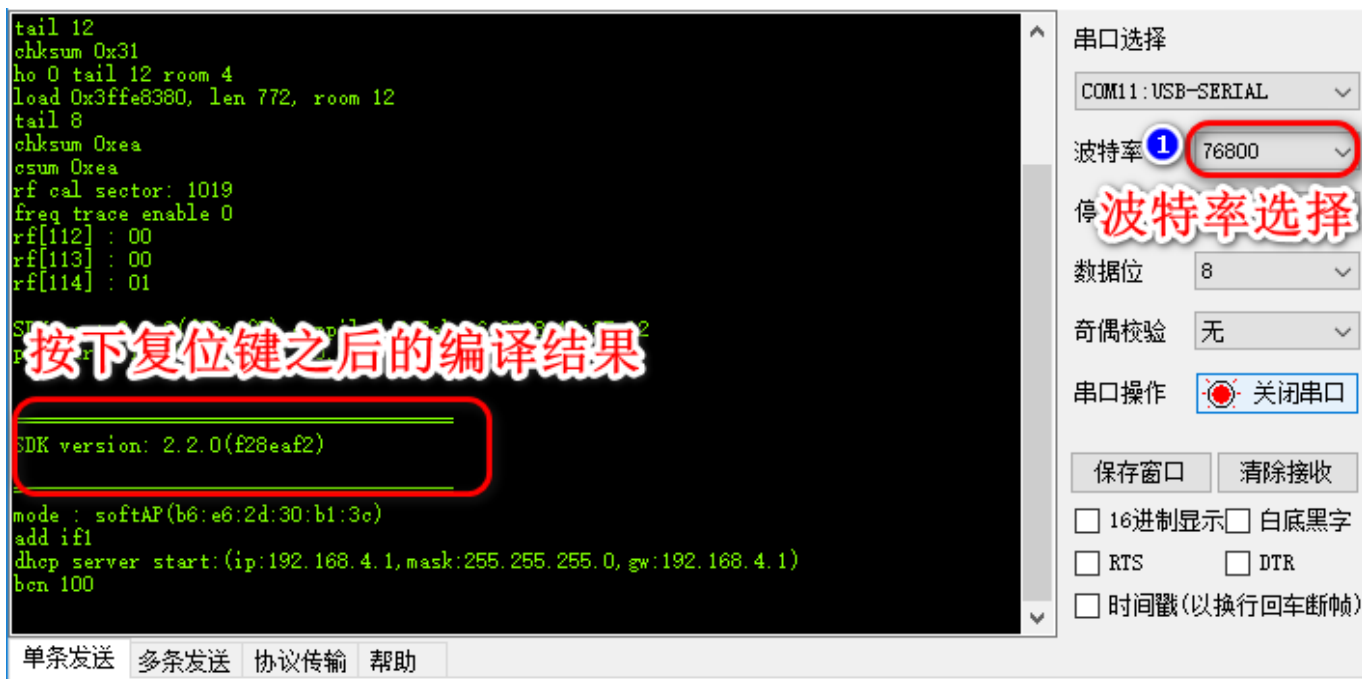 tail 12
chksum 0x31
ho 0 tail 12 room 4
load 0x3ffe8380, len 772, room 12
tail 8
chksum 0xea
csum 0xea
rf cal sector: 1019
freq trace enable 0
rf[112] : 00
rf[113] : 00
rf[114] : 01
按下复位键之后的编译结果
SDK version: 2.2.0(f28eaf2)
mode : softAP(b6:e6:2d:30:b1:3c)
add if1
dhcp server start:(ip:192.168.4.1,mask:255.255.255.0,gw:192.168.4.1)
bcn 100
单条发送 多条发送 协议传输 帮助
串口选择
COM11:USB-SERIAL
波特率 1 76800
停
波特率选择
数据位 8
奇偶校验 无
串口操作 关闭串口
保存窗口 清除接收
16进制显示 白底黑字
RTS DTR
时间戳(以换行回车断帧)